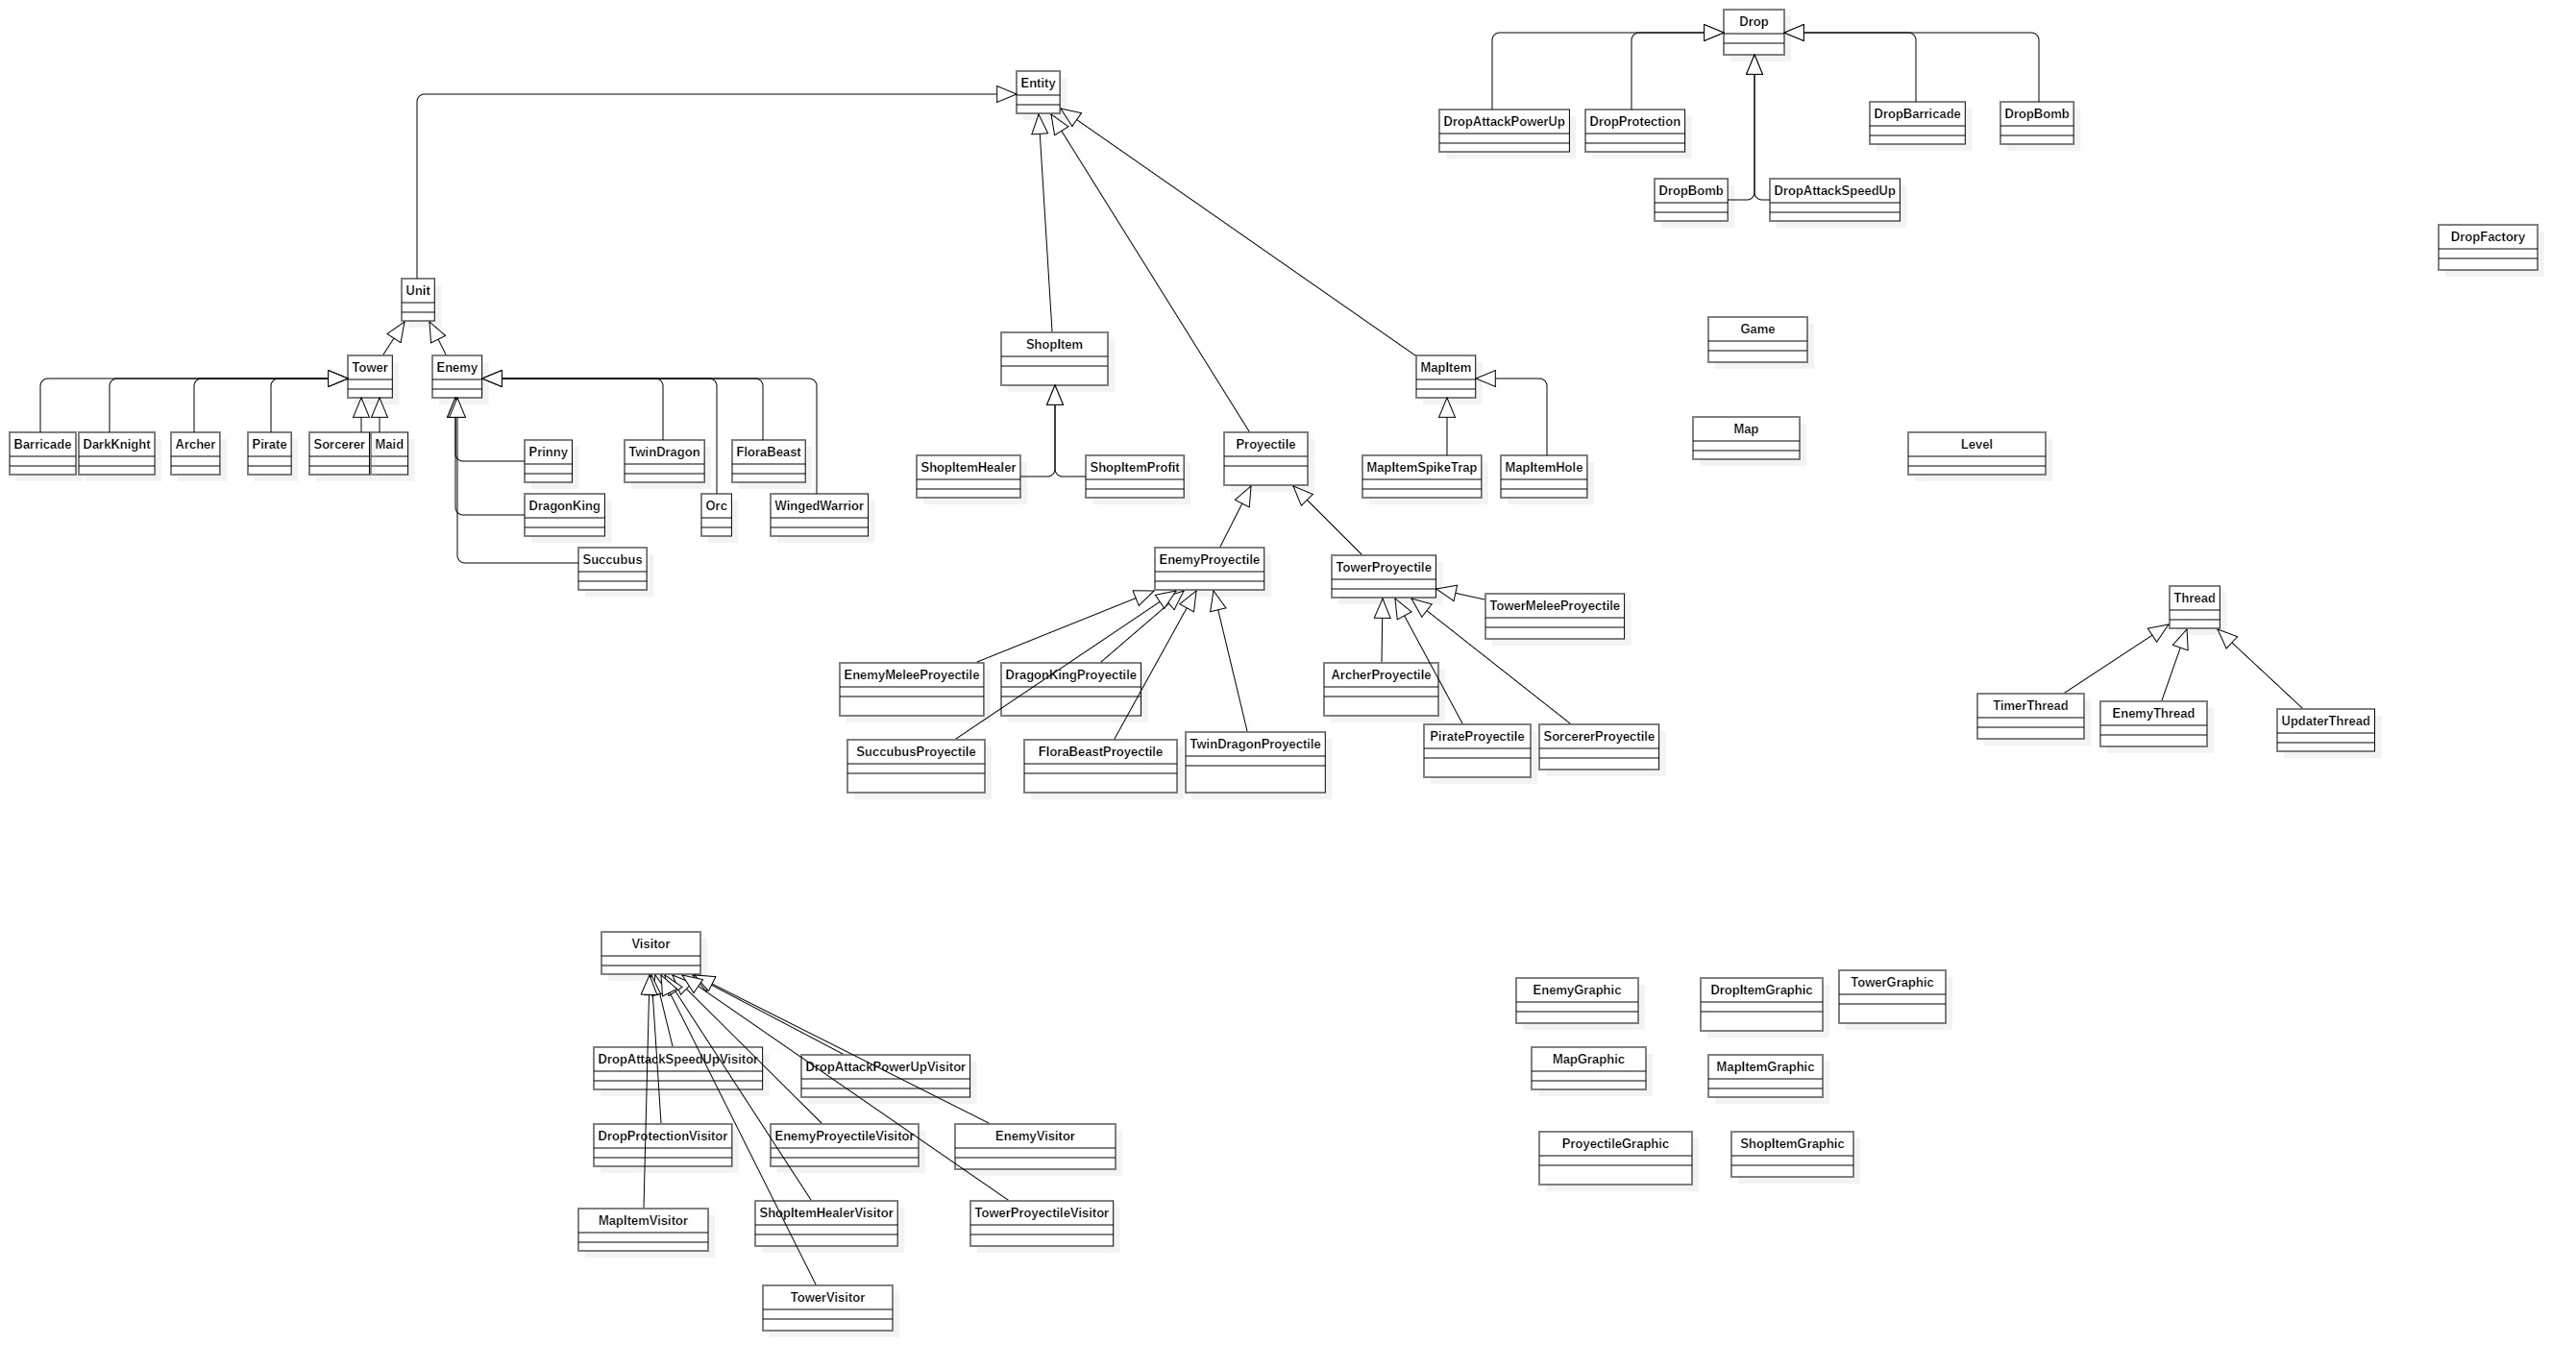 Drop
Entity
DropAttackPowerUp
DropProtection
DropBarricade
DropBomb
DropBomb
DropAttackSpeedUp
DropFactory
Unit
Game
ShopItem
Tower
Enemy
MapItem
Map
Level
Barricade
DarkKnight
Archer
Pirate
Sorcerer
Maid
Prinny
TwinDragon
FloraBeast
ShopItemHealer
ShopItemProfit
Proyectile
MapItemSpikeTrap
MapItemHole
DragonKing
Orc
WingedWarrior
Succubus
EnemyProyectile
TowerProyectile
TowerMeleeProyectile
Thread
EnemyMeleeProyectile
DragonKingProyectile
ArcherProyectile
TimerThread
EnemyThread
UpdaterThread
SuccubusProyectile
FloraBeastProyectile
TwinDragonProyectile
PirateProyectile
SorcererProyectile
Visitor
EnemyGraphic
DropItemGraphic
TowerGraphic
DropAttackSpeedUpVisitor
DropAttackPowerUpVisitor
MapGraphic
MapItemGraphic
DropProtectionVisitor
EnemyProyectileVisitor
EnemyVisitor
ProyectileGraphic
ShopItemGraphic
MapItemVisitor
ShopItemHealerVisitor
TowerProyectileVisitor
TowerVisitor